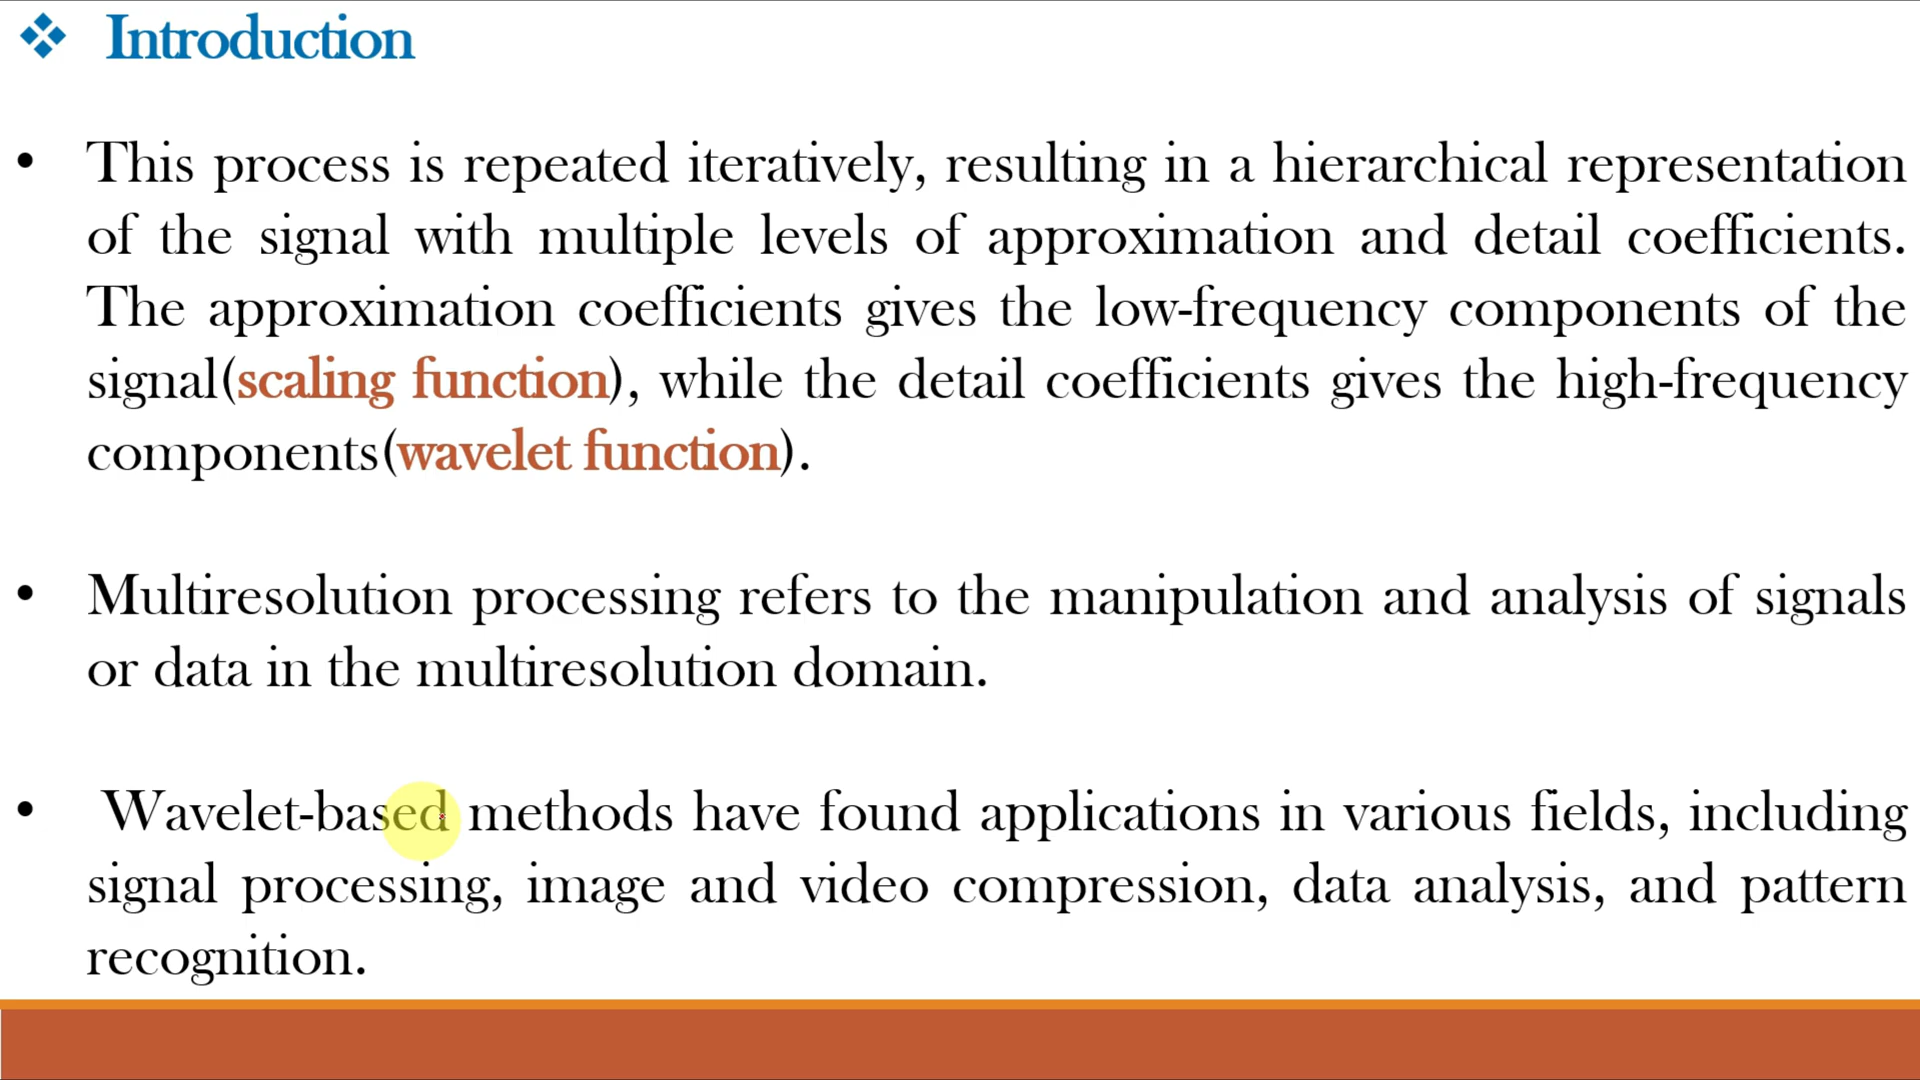 ❖ Introduction
• This process is repeated iteratively, resulting in a hierarchical representation
of the signal with multiple levels of approximation and detail coefficients.
The approximation coefficients gives the low-frequency components of the
signal(scaling function), while the detail coefficients gives the high-frequency
components(wavelet function).
• Multiresolution processing refers to the manipulation and analysis of signals
or data in the multiresolution domain.
• Wavelet-based methods have found applications in various fields, including
signal processing, image and video compression, data analysis, and pattern
recognition.